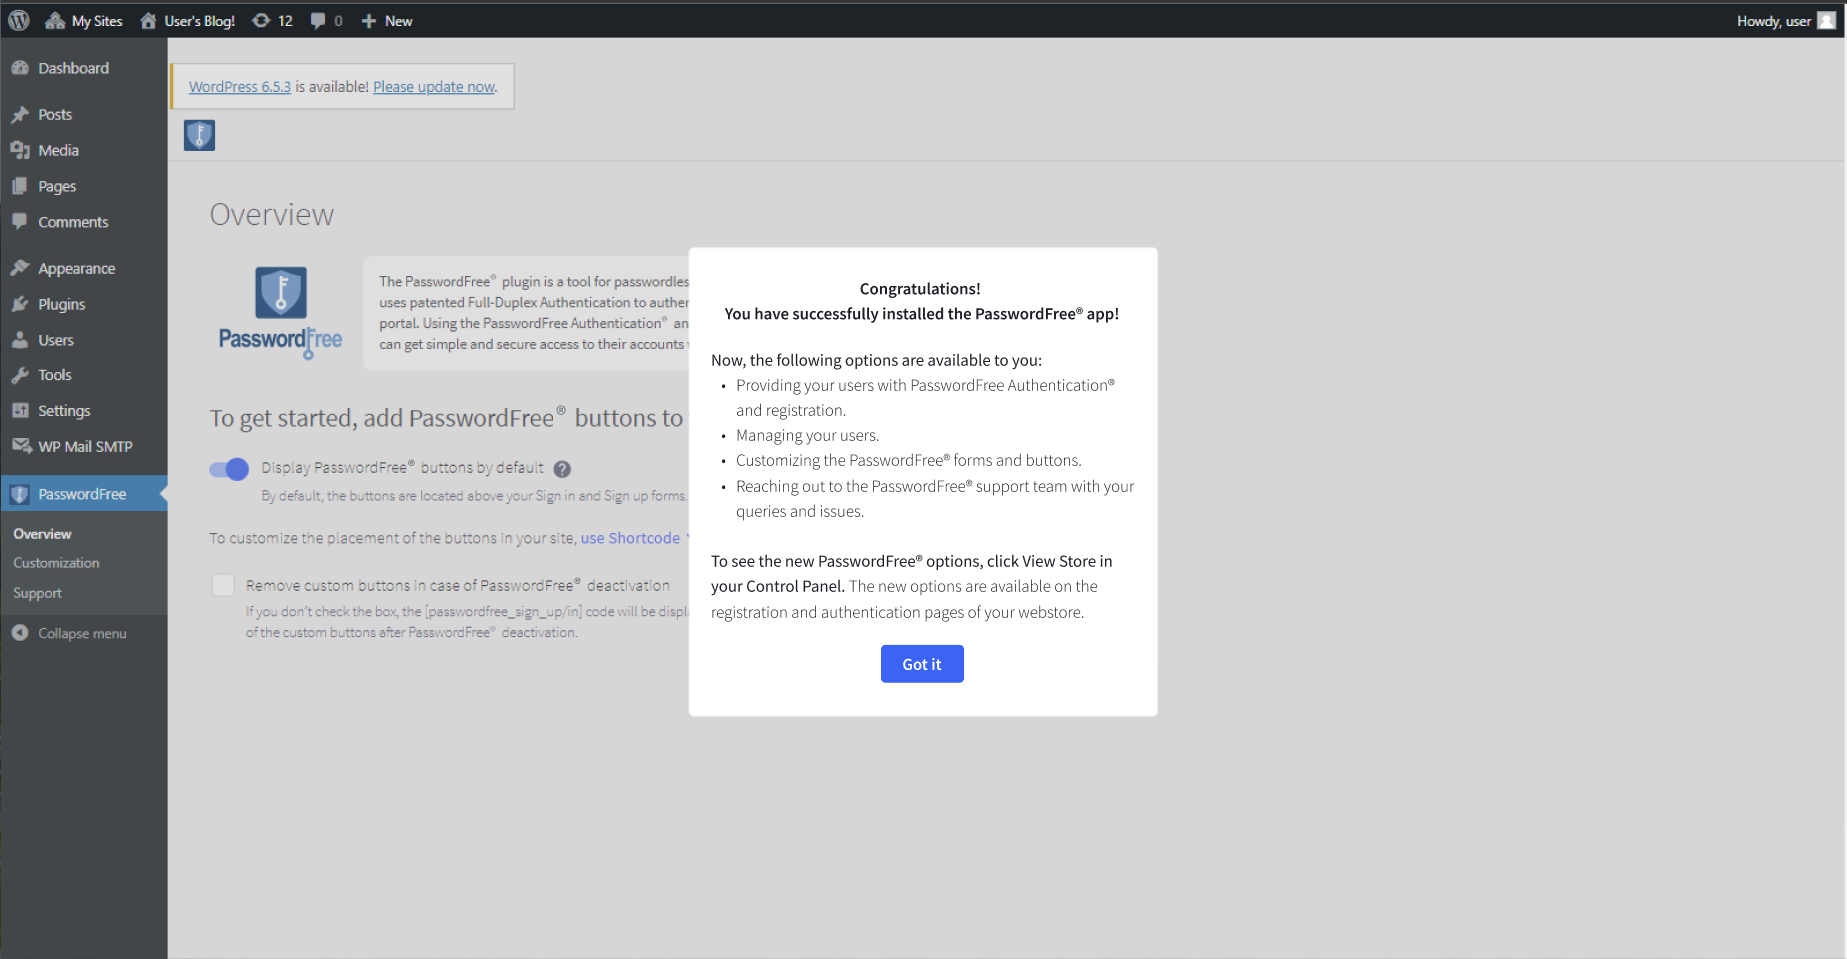 My Sites User's Blog! 12 0 New Howdy, user
Dashboard
Posts
Media
Pages
Comments
Appearance
Plugins
Users
Tools
Settings
WP Mail SMTP
PasswordFree
Overview
Customization
Support
Collapse menu
WordPress 6.5.3 is available! Please update now.
Overview
PasswordFree
The PasswordFree® plugin is a tool for passwordles
uses patented Full-Duplex Authentication to auther
portal. Using the PasswordFree Authentication® an
can get simple and secure access to their accounts
To get started, add PasswordFree® buttons to
Display PasswordFree® buttons by default ?
By default, the buttons are located above your Sign in and Sign up forms.
To customize the placement of the buttons in your site, use Shortcode
Remove custom buttons in case of PasswordFree® deactivation
If you don't check the box, the [passwordfree_sign_up/in] code will be displ
of the custom buttons after PasswordFree® deactivation.
Congratulations!
You have successfully installed the PasswordFree® app!
Now, the following options are available to you:
• Providing your users with PasswordFree Authentication®
and registration.
• Managing your users.
• Customizing the PasswordFree® forms and buttons.
• Reaching out to the PasswordFree® support team with your
queries and issues.
To see the new PasswordFree® options, click View Store in
your Control Panel. The new options are available on the
registration and authentication pages of your webstore.
Got it